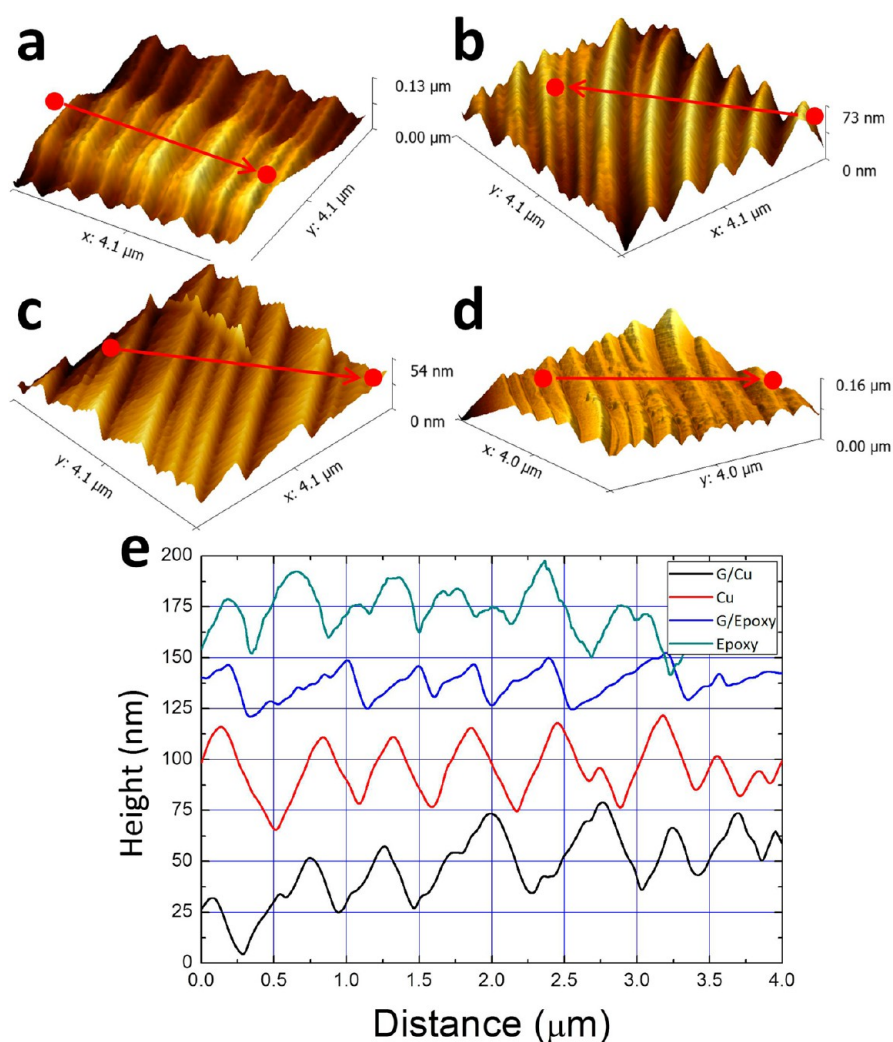 a
0.13 µm
0.00 µm
x: 4.1 µm
y: 4.1 µm
b
73 nm
0 nm
y: 4.1 µm
x: 4.1 µm
c
54 nm
0 nm
y: 4.1 µm
x: 4.1 µm
d
0.16 µm
0.00 µm
x: 4.0 µm
y: 4.0 µm
e
G/Cu
Cu
G/Epoxy
Epoxy
200
175
150
125
100
75
50
25
0
Height (nm)
0.0 0.5 1.0 1.5 2.0 2.5 3.0 3.5 4.0
Distance (µm)